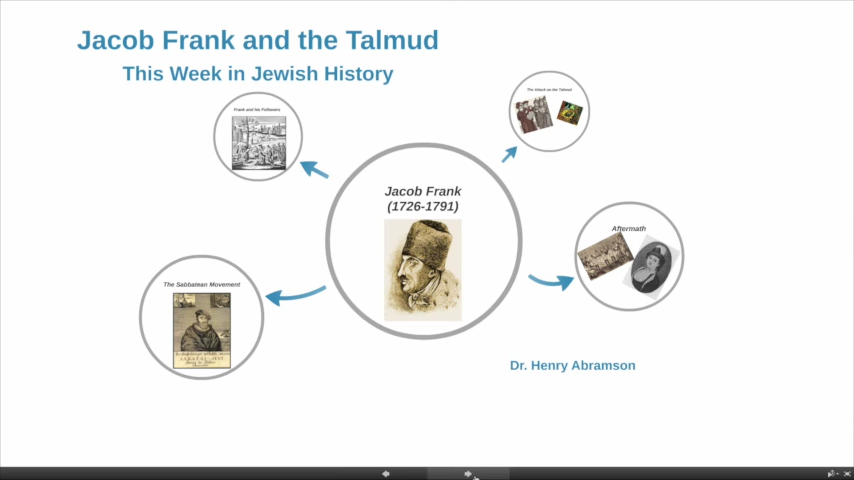 Jacob Frank and the Talmud
This Week in Jewish History
Frank and his Followers
The Attack on the Talmud
Jacob Frank
(1726-1791)
Aftermath
The Sabbatean Movement
Dr. Henry Abramson